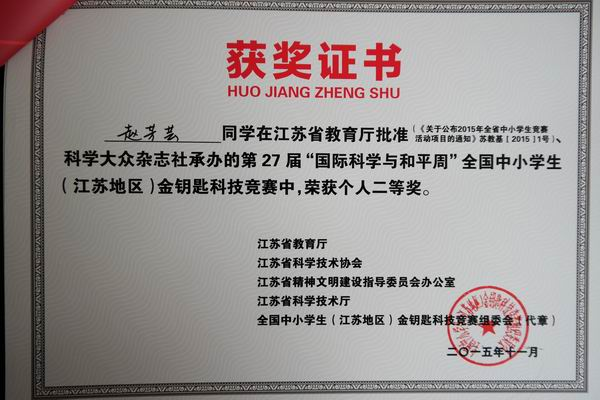 获奖证书
HUO JIANG ZHENG SHU
赵芽芸 同学在江苏省教育厅批准(《关于公布2015年全省中小学生竞赛活动项目的通知》苏教基[2015]1号)、
科学大众杂志社承办的第27届“国际科学与和平周”全国中小学生
(江苏地区)金钥匙科技竞赛中,荣获个人二等奖。
江苏省教育厅
江苏省科学技术协会
江苏省精神文明建设指导委员会办公室
江苏省科学技术厅
全国中小学生(江苏地区)金钥匙科技竞赛组委会(代章)
二〇一五年十一月